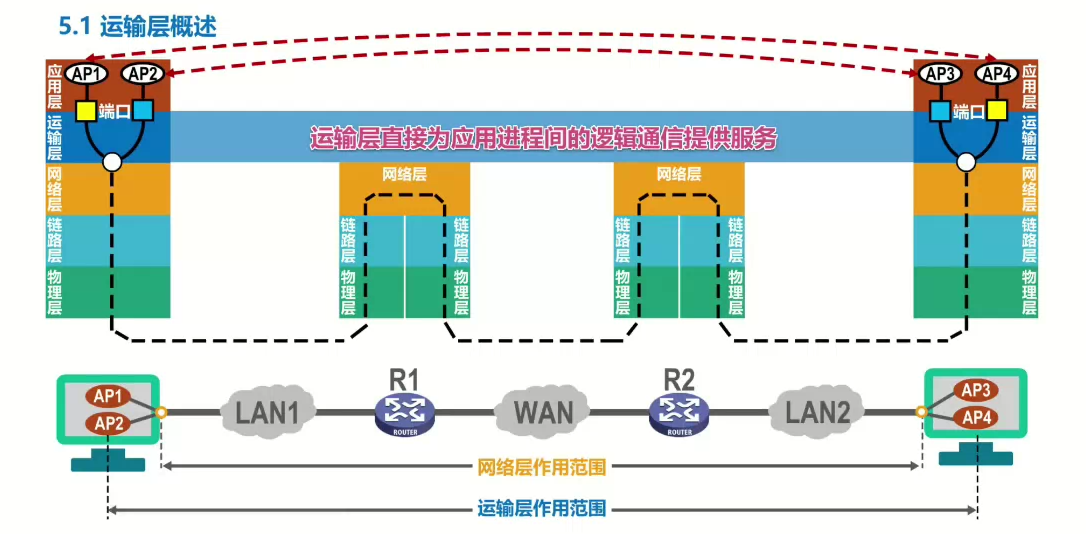 5.1 运输层概述
AP1
AP2
AP3
AP4
应用层
端口
端口
应用层
运输层
运输层直接为应用进程间的逻辑通信提供服务
运输层
网络层
网络层
网络层
网络层
链路层
链路层
链路层
链路层
链路层
链路层
物理层
物理层
物理层
物理层
物理层
物理层
R1
R2
AP1
AP2
LAN1
ROUTER
WAN
ROUTER
LAN2
AP3
AP4
网络层作用范围
运输层作用范围